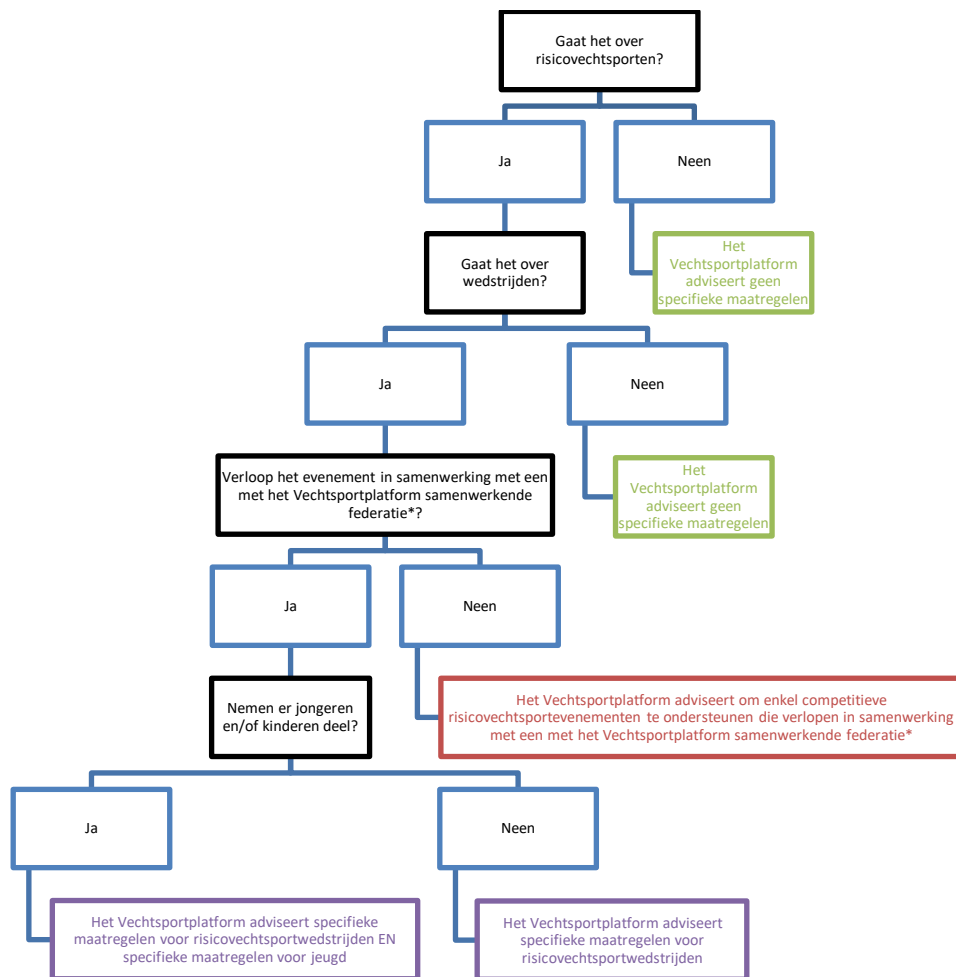 Gaat het over
risicovechtsporten?
Ja
Neen
Gaat het over
wedstrijden?
Het
Vechtsportplatform
adviseert geen
specifieke maatregelen
Ja
Neen
Verloop het evenement in samenwerking met een
met het Vechtsportplatform samenwerkende
federatie*?
Het
Vechtsportplatform
adviseert geen
specifieke maatregelen
Ja
Neen
Nemen er jongeren
en/of kinderen deel?
Het Vechtsportplatform adviseert om enkel competitieve
risicovechtsportevenementen te ondersteunen die verlopen in samenwerking
met een met het Vechtsportplatform samenwerkende federatie*
Ja
Neen
Het Vechtsportplatform adviseert specifieke
maatregelen voor risicovechtsportwedstrijden EN
specifieke maatregelen voor jeugd
Het Vechtsportplatform adviseert
specifieke maatregelen voor
risicovechtsportwedstrijden